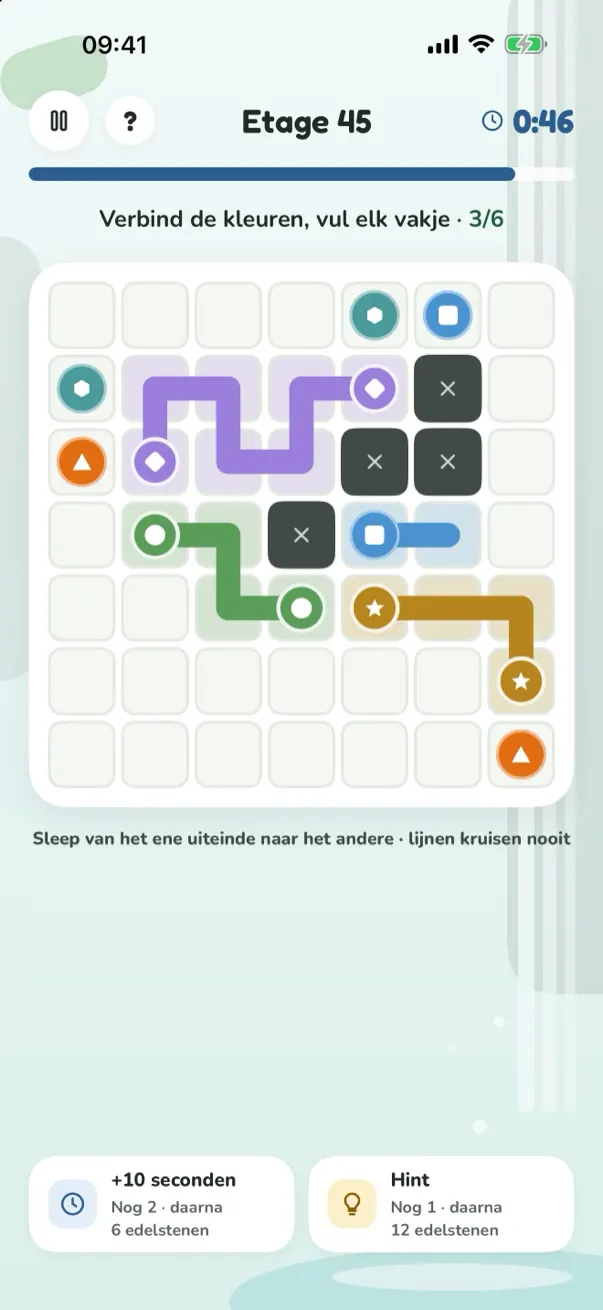 09:41
?
Etage 45
0:46
Verbind de kleuren, vul elk vakje · 3/6
Sleep van het ene uiteinde naar het andere · lijnen kruisen nooit
+10 seconden
Nog 2 · daarna
6 edelstenen
Hint
Nog 1 · daarna
12 edelstenen